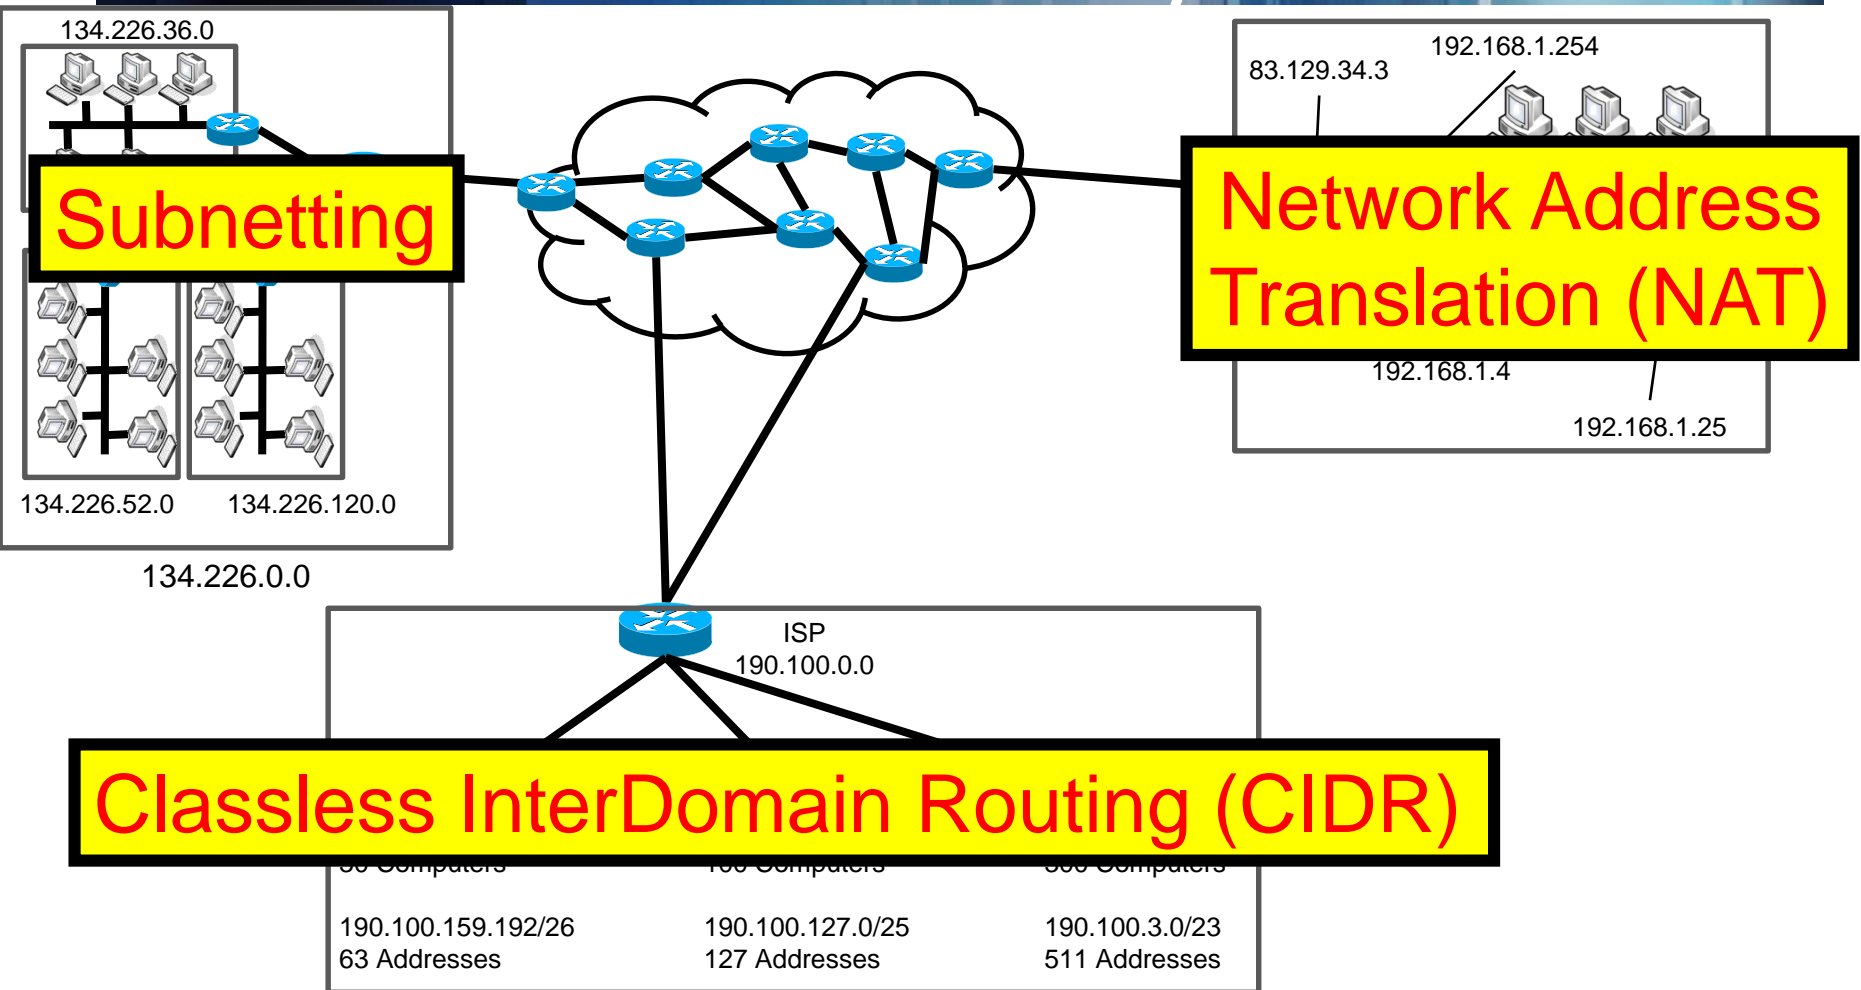 134.226.36.0
Subnetting
134.226.52.0
134.226.120.0
134.226.0.0
192.168.1.254
83.129.34.3
Network Address
Translation (NAT)
192.168.1.4
192.168.1.25
ISP
190.100.0.0
Classless InterDomain Routing (CIDR)
Computers
Computers
Computers
190.100.159.192/26
63 Addresses
190.100.127.0/25
127 Addresses
190.100.3.0/23
511 Addresses